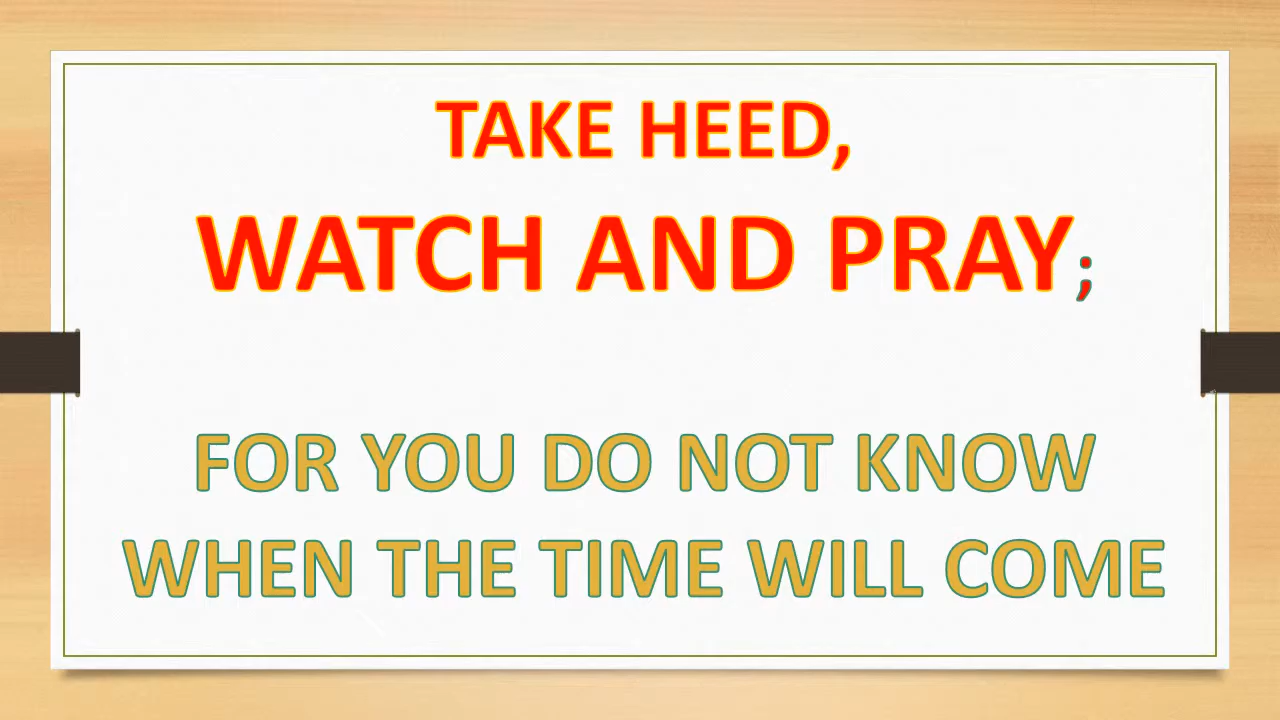 TAKE HEED,
WATCH AND PRAY;
FOR YOU DO NOT KNOW
WHEN THE TIME WILL COME